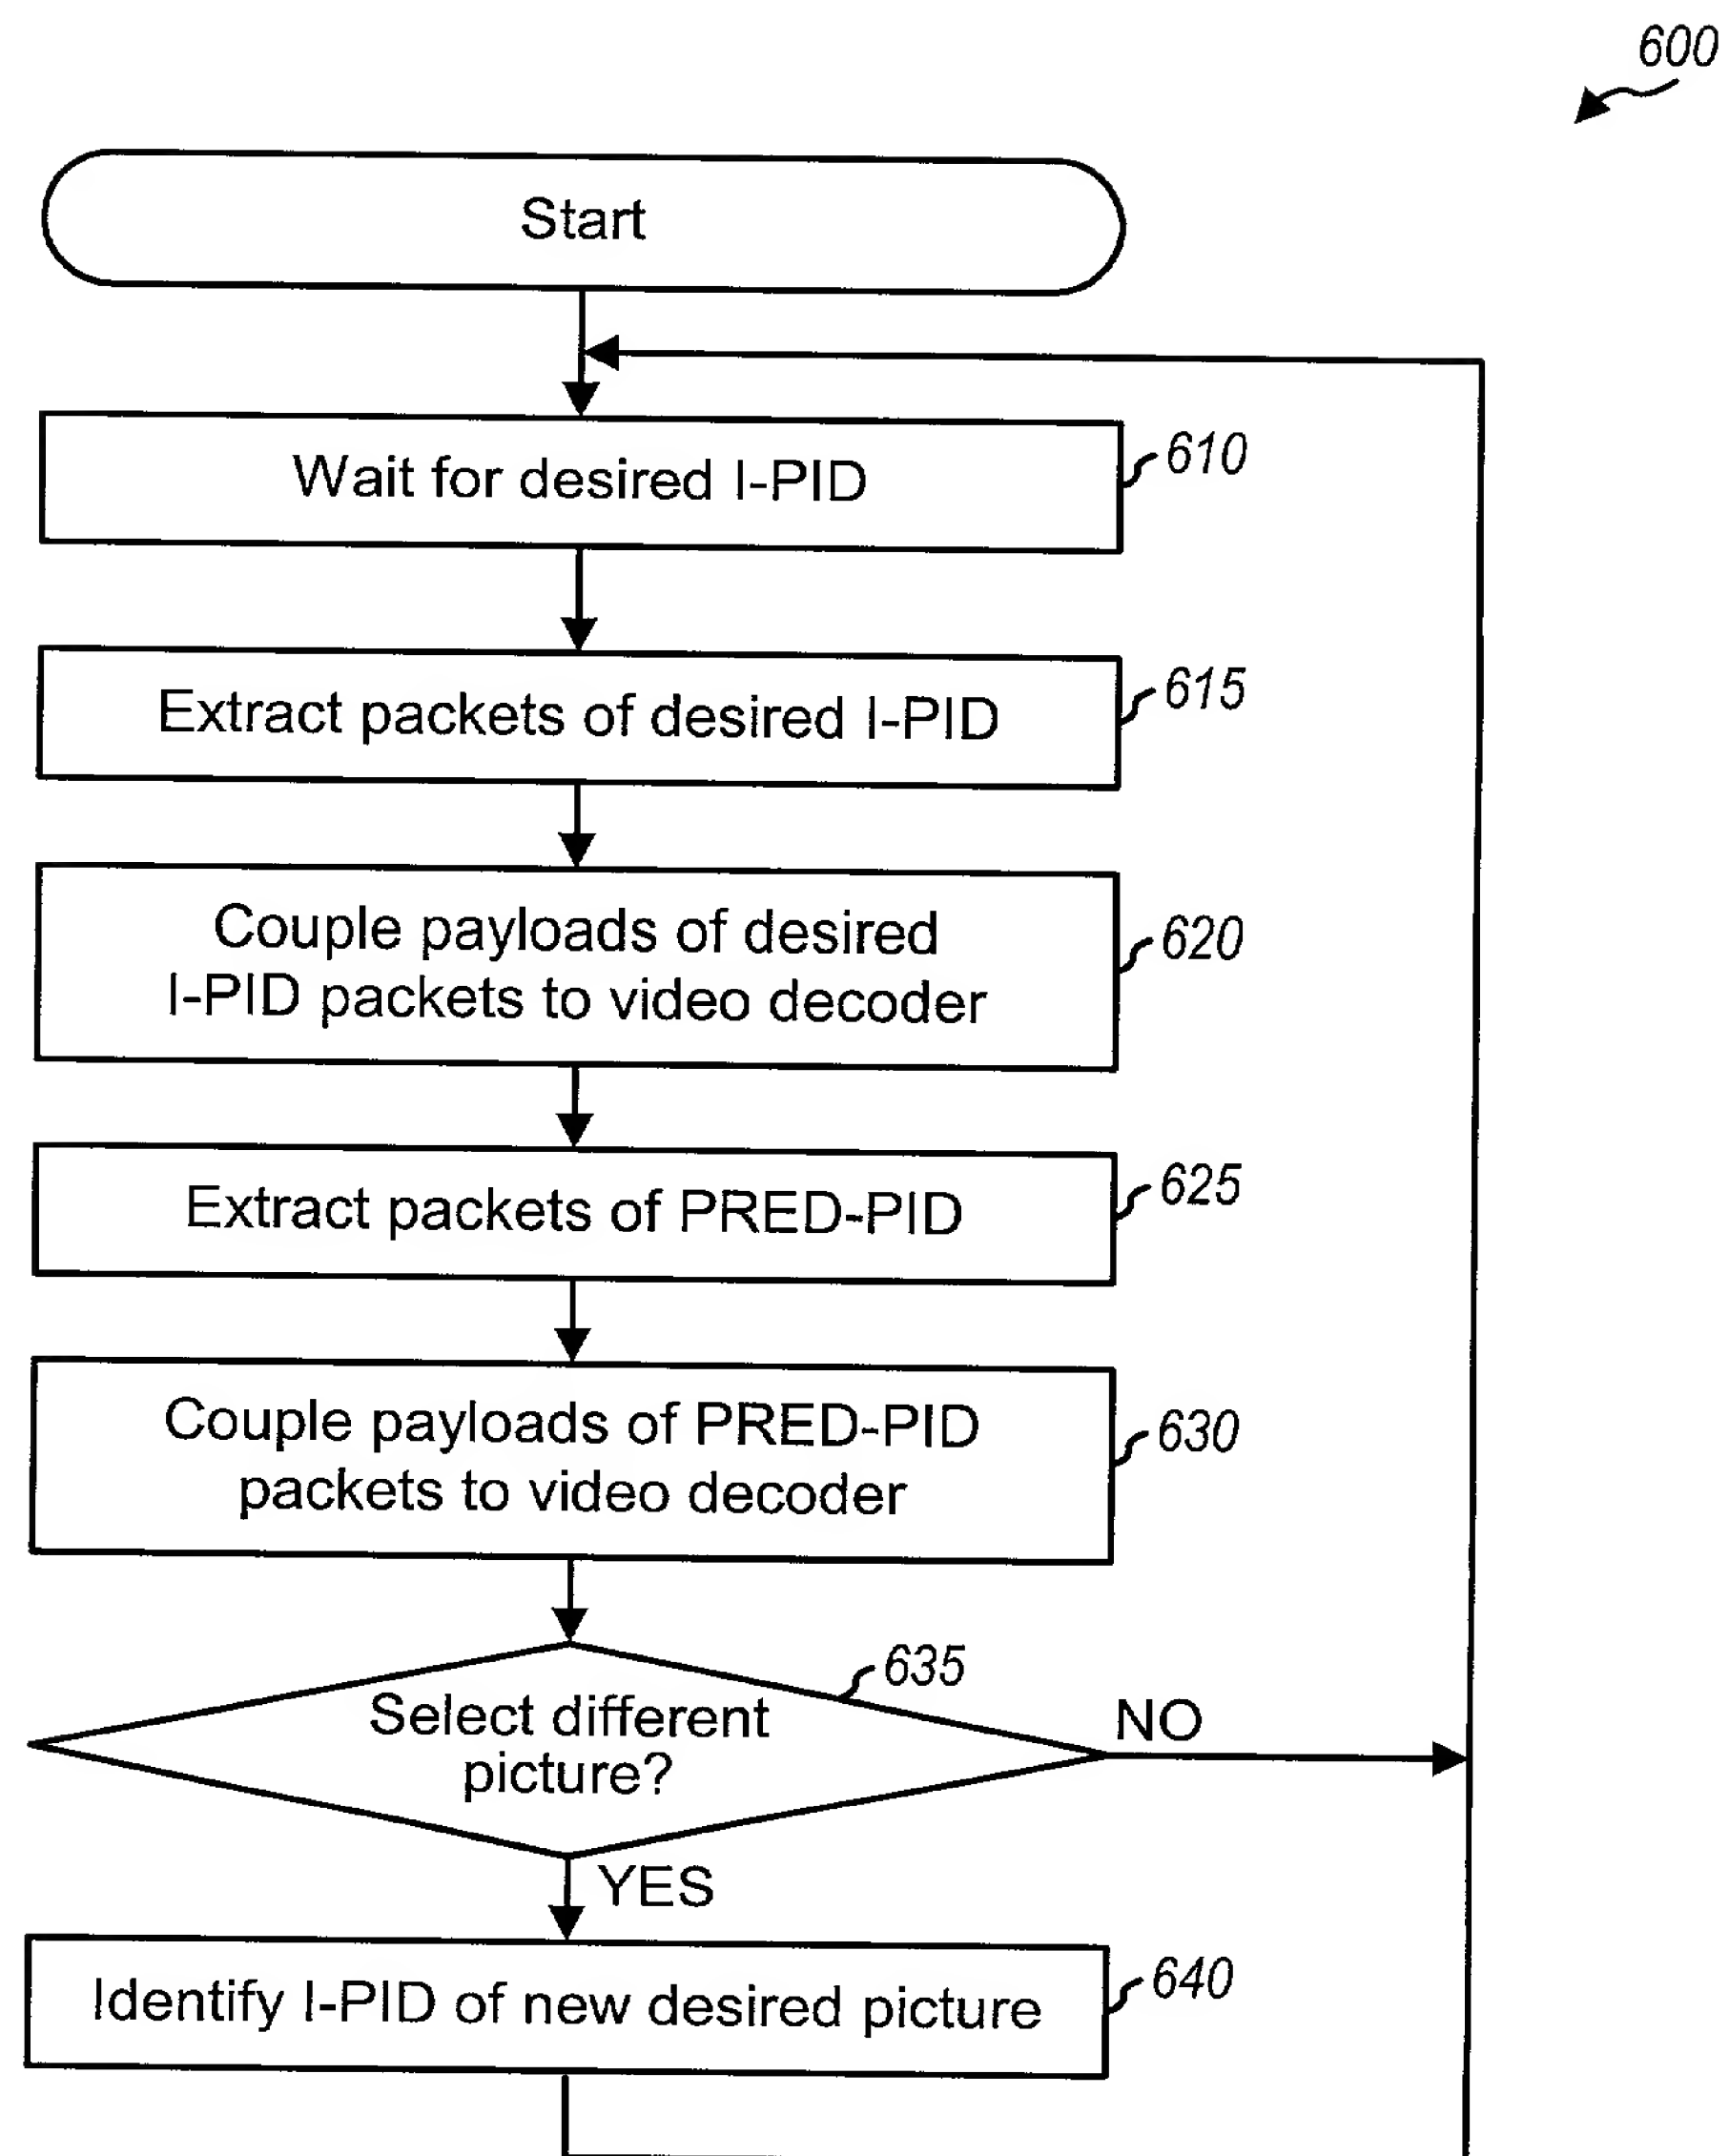 600
Start
Wait for desired I-PID
610
Extract packets of desired I-PID
615
Couple payloads of desired
I-PID packets to video decoder
620
Extract packets of PRED-PID
625
Couple payloads of PRED-PID
packets to video decoder
630
635
Select different
picture?
NO
YES
Identify I-PID of new desired picture
640